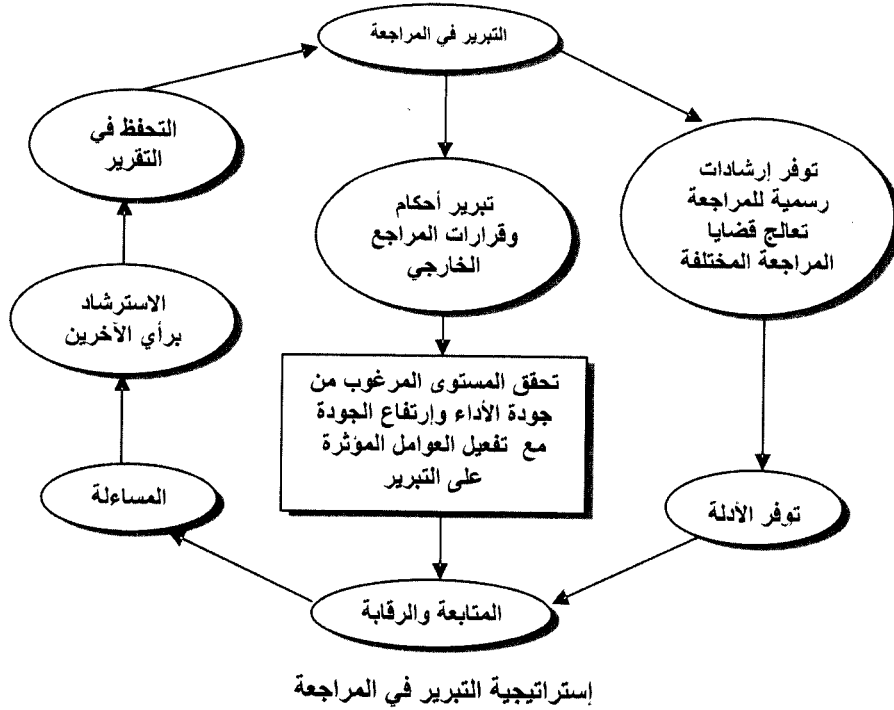 التبرير في المراجعة
توفر إرشادات
رسمية للمراجعة
تعالج قضايا
المراجعة المختلفة
تبرير أحكام
وقرارات المراجع
الخارجي
التحفظ في
التقرير
الاسترشاد
برأي الآخرين
تحقق المستوى المرغوب من
جودة الأداء وإرتفاع الجودة
مع تفعيل العوامل المؤثرة
على التبرير
المساءلة
توفر الأدلة
المتابعة والرقابة
إستراتيجية التبرير في المراجعة